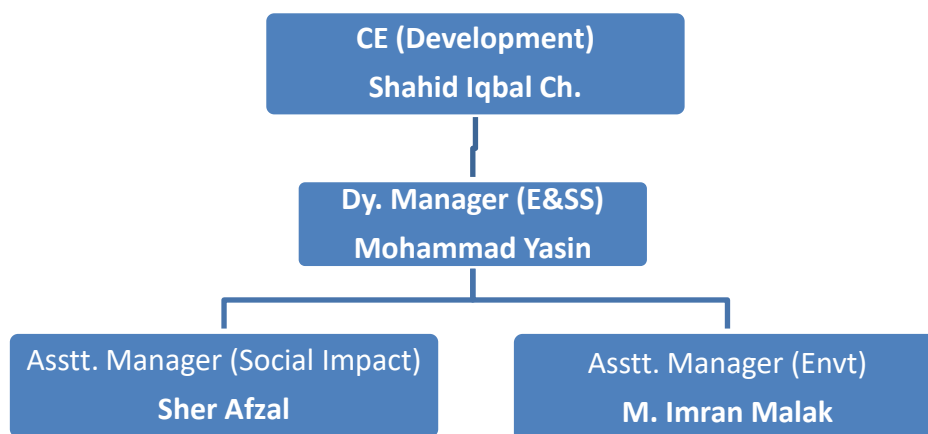 CE (Development)
Shahid Iqbal Ch.
Dy. Manager (E&SS)
Mohammad Yasin
Asstt. Manager (Social Impact)
Sher Afzal
Asstt. Manager (Envt)
M. Imran Malak